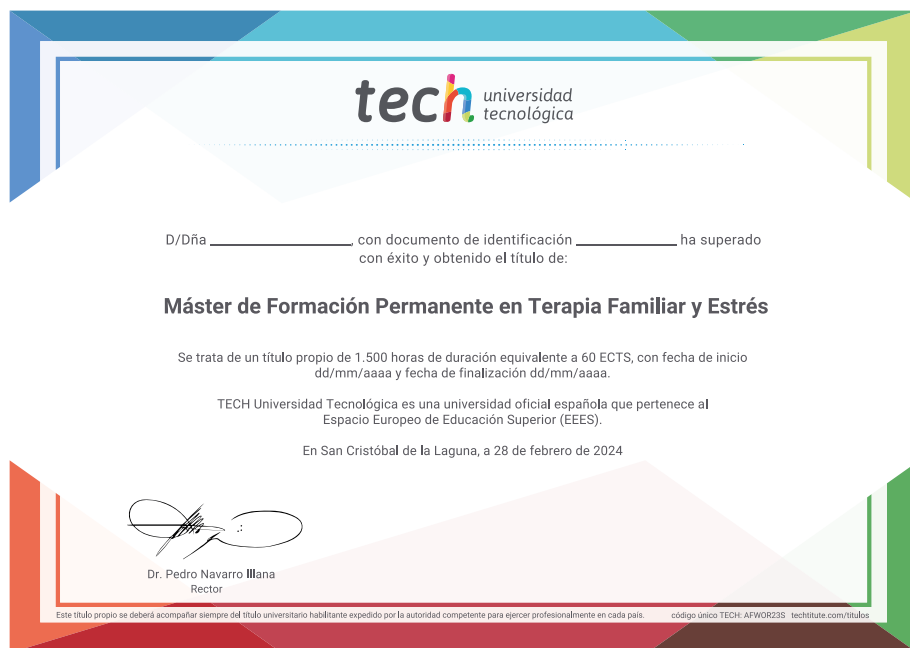 tech universidad
tecnológica
D/Dña ____________, con documento de identificación ____________ ha superado
con éxito y obtenido el título de:
Máster de Formación Permanente en Terapia Familiar y Estrés
Se trata de un título propio de 1.500 horas de duración equivalente a 60 ECTS, con fecha de inicio
dd/mm/aaaa y fecha de finalización dd/mm/aaaa.
TECH Universidad Tecnológica es una universidad oficial española que pertenece al
Espacio Europeo de Educación Superior (EEES).
En San Cristóbal de la Laguna, a 28 de febrero de 2024
Dr. Pedro Navarro Illana
Rector
Este título propio se deberá acompañar siempre del título universitario habilitante expedido por la autoridad competente para ejercer profesionalmente en cada país. código único TECH: AFWOR23S techtitute.com/titulos